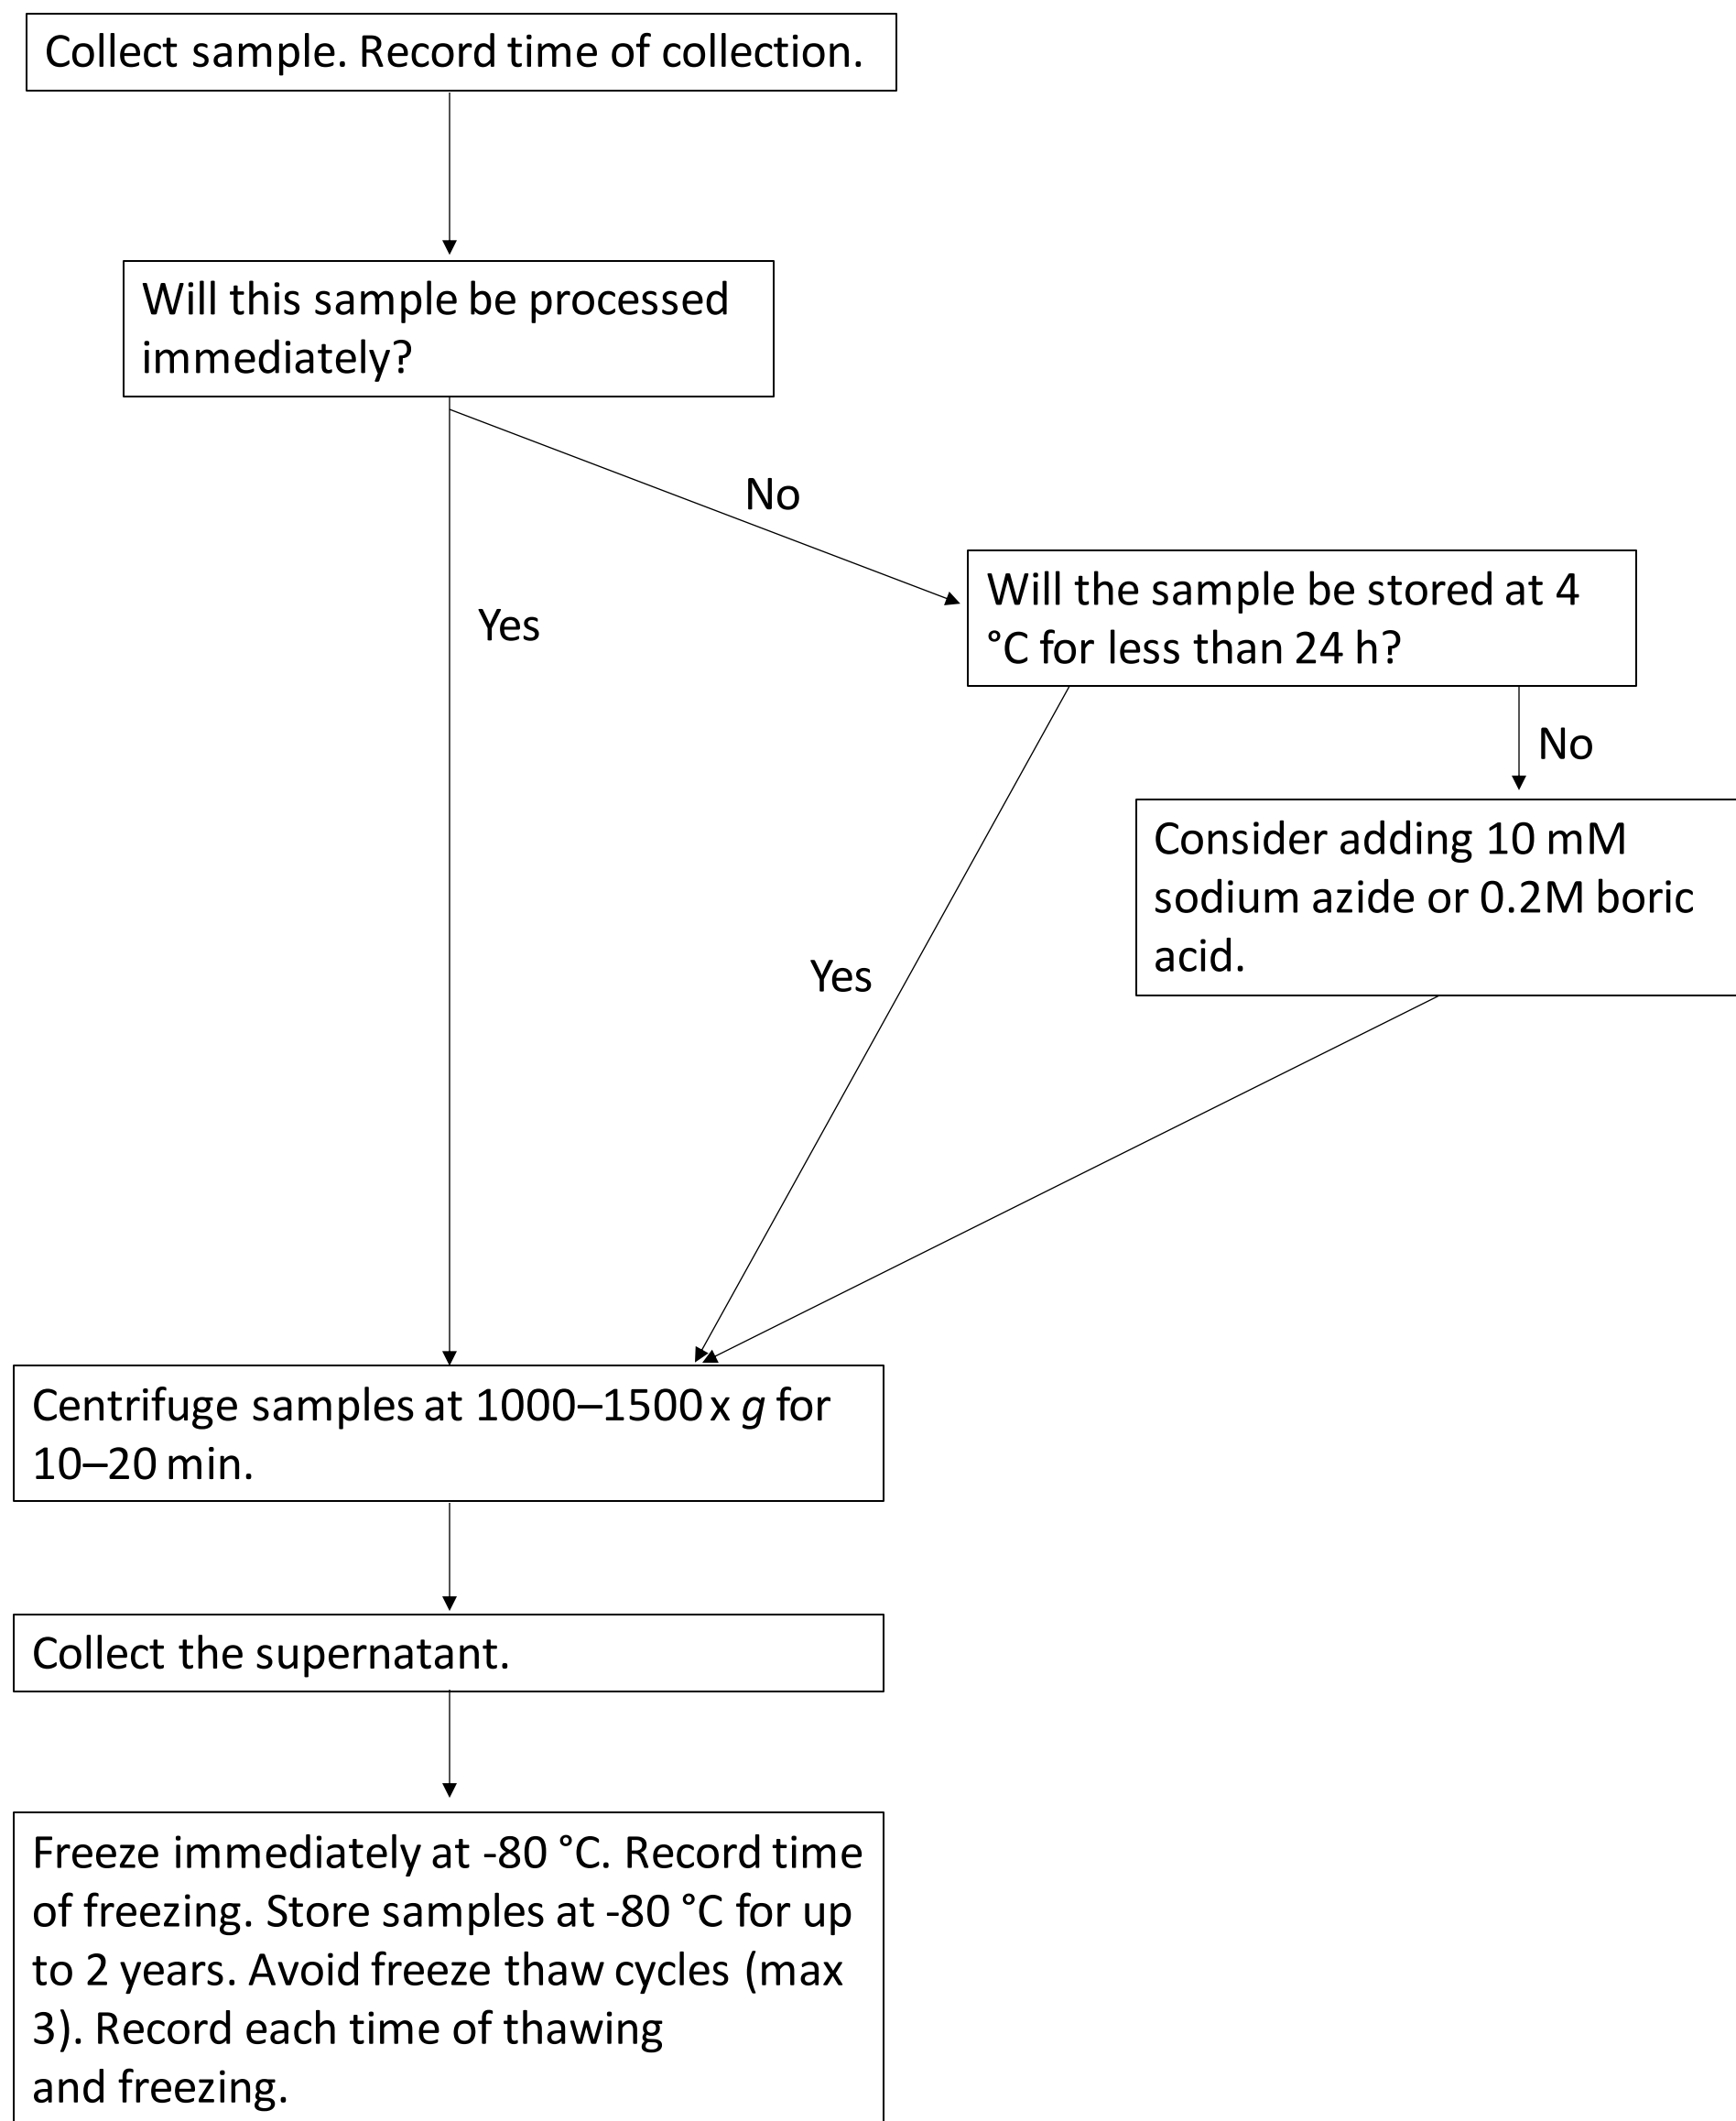 Collect sample. Record time of collection.
Will this sample be processed
immediately?
No
Yes
Will the sample be stored at 4
°C for less than 24 h?
No
Consider adding 10 mM
sodium azide or 0.2M boric
acid.
Yes
Centrifuge samples at 1000–1500 x g for
10–20 min.
Collect the supernatant.
Freeze immediately at -80 °C. Record time
of freezing. Store samples at -80 °C for up
to 2 years. Avoid freeze thaw cycles (max
3). Record each time of thawing
and freezing.